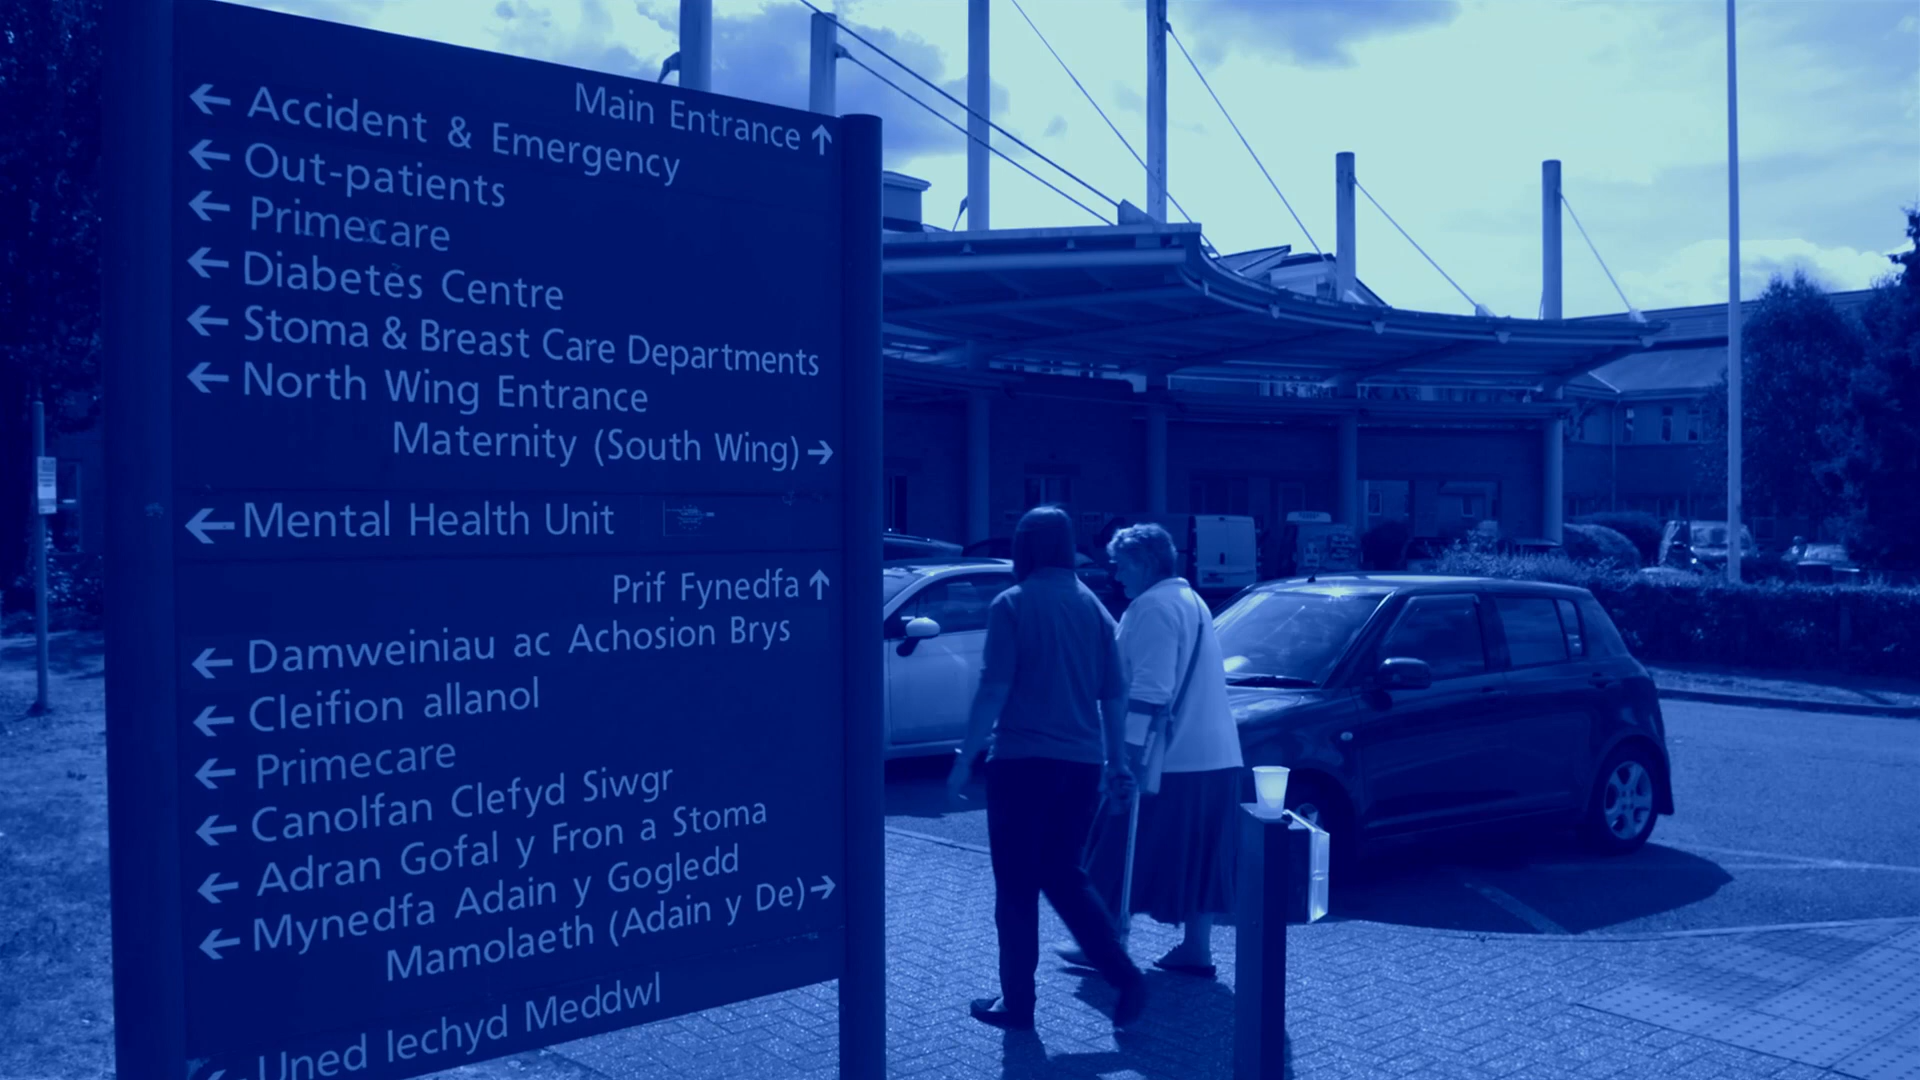 Main Entrance ↑
← Accident & Emergency
← Out-patients
← Primecare
← Diabetes Centre
← Stoma & Breast Care Departments
← North Wing Entrance
Maternity (South Wing) →
← Mental Health Unit
Prif Fynedfa ↑
← Damweiniau ac Achosion Brys
← Cleifion allanol
← Primecare
← Canolfan Clefyd Siwgr
← Adran Gofal y Fron a Stoma
← Mynedfa Adain y Gogledd
Mamolaeth (Adain y De) →
← Uned Iechyd Meddwl